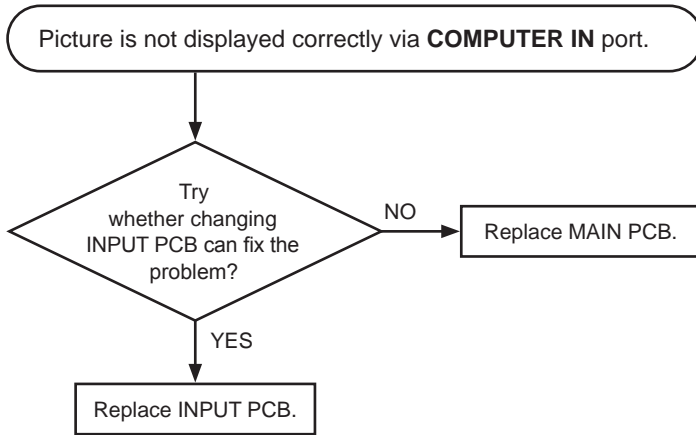 Picture is not displayed correctly via COMPUTER IN port.
Try
whether changing
INPUT PCB can fix the
problem?
NO
Replace MAIN PCB.
YES
Replace INPUT PCB.